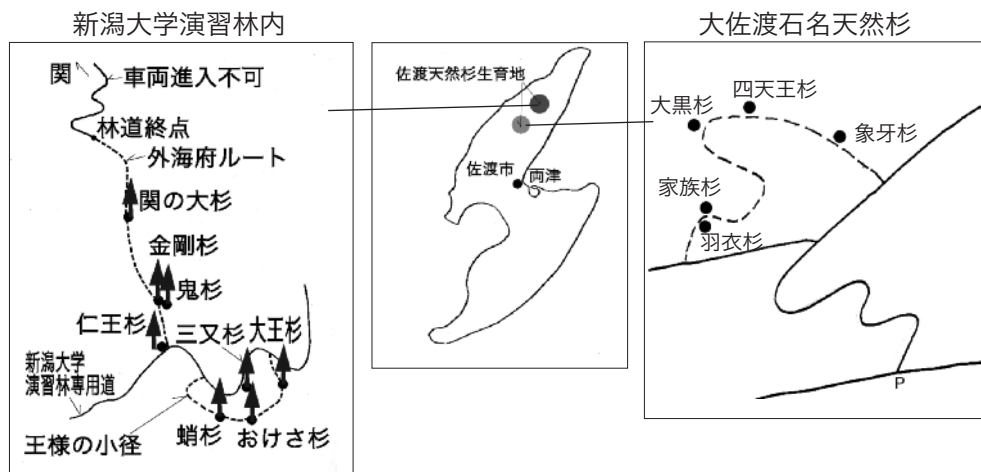 新潟大学演習林内
関
車両進入不可
林道終点
外海府ルート
関の大杉
金剛杉
鬼杉
仁王杉
三又杉
大王杉
新潟大学
演習林専用道
王様の小径
蛸杉
おけさ杉
佐渡天然杉生育地
佐渡市
両津
大佐渡石名天然杉
四天王杉
大黒杉
象牙杉
家族杉
羽衣杉
P